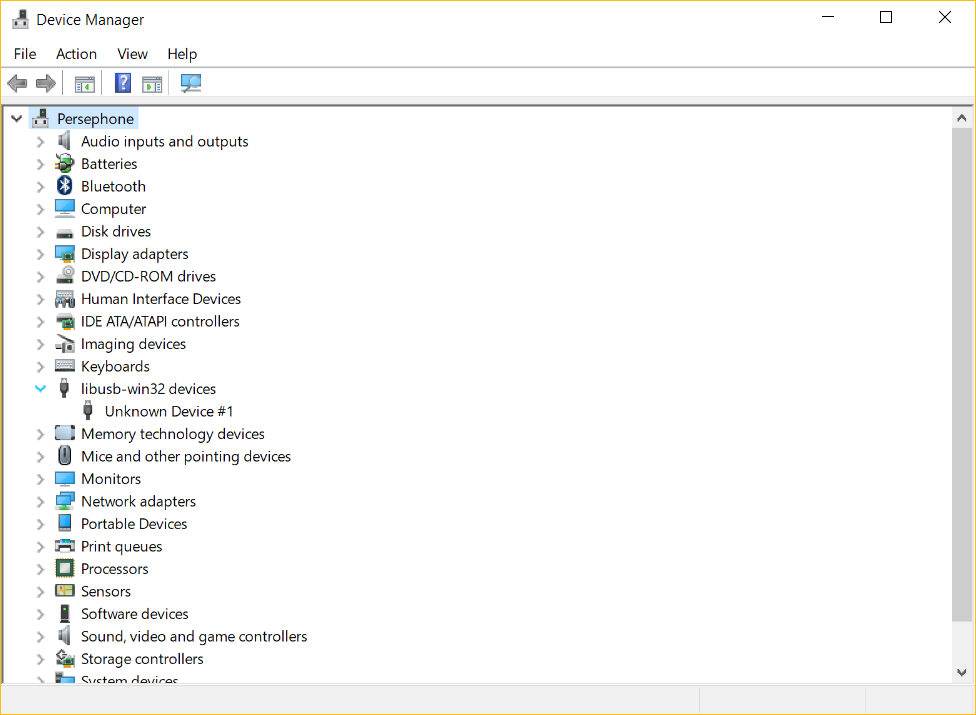 Device Manager
File Action View Help
?
Persephone
Audio inputs and outputs
Batteries
Bluetooth
Computer
Disk drives
Display adapters
DVD/CD-ROM drives
Human Interface Devices
IDE ATA/ATAPI controllers
Imaging devices
Keyboards
libusb-win32 devices
Unknown Device #1
Memory technology devices
Mice and other pointing devices
Monitors
Network adapters
Portable Devices
Print queues
Processors
Sensors
Software devices
Sound, video and game controllers
Storage controllers
System devices